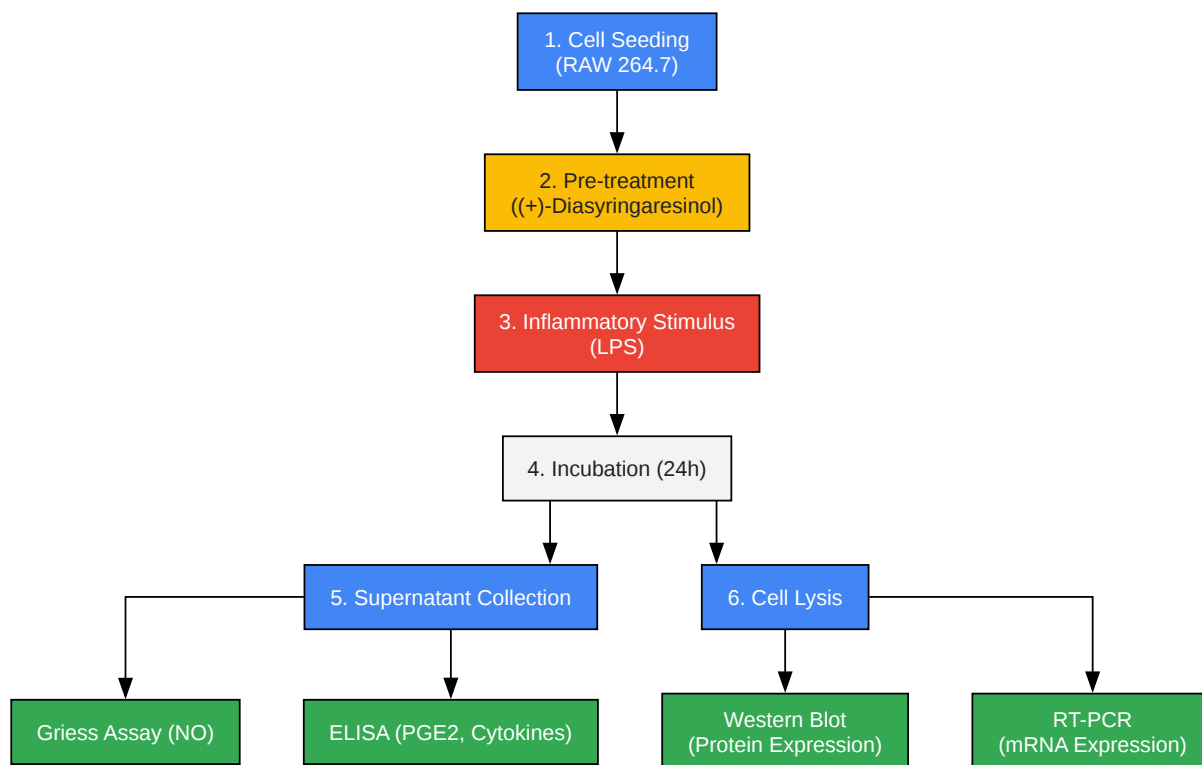 1. Cell Seeding
(RAW 264.7)
2. Pre-treatment
((+)-Diasyringaresinol)
3. Inflammatory Stimulus
(LPS)
4. Incubation (24h)
5. Supernatant Collection
6. Cell Lysis
Griess Assay (NO)
ELISA (PGE2, Cytokines)
Western Blot
(Protein Expression)
RT-PCR
(mRNA Expression)